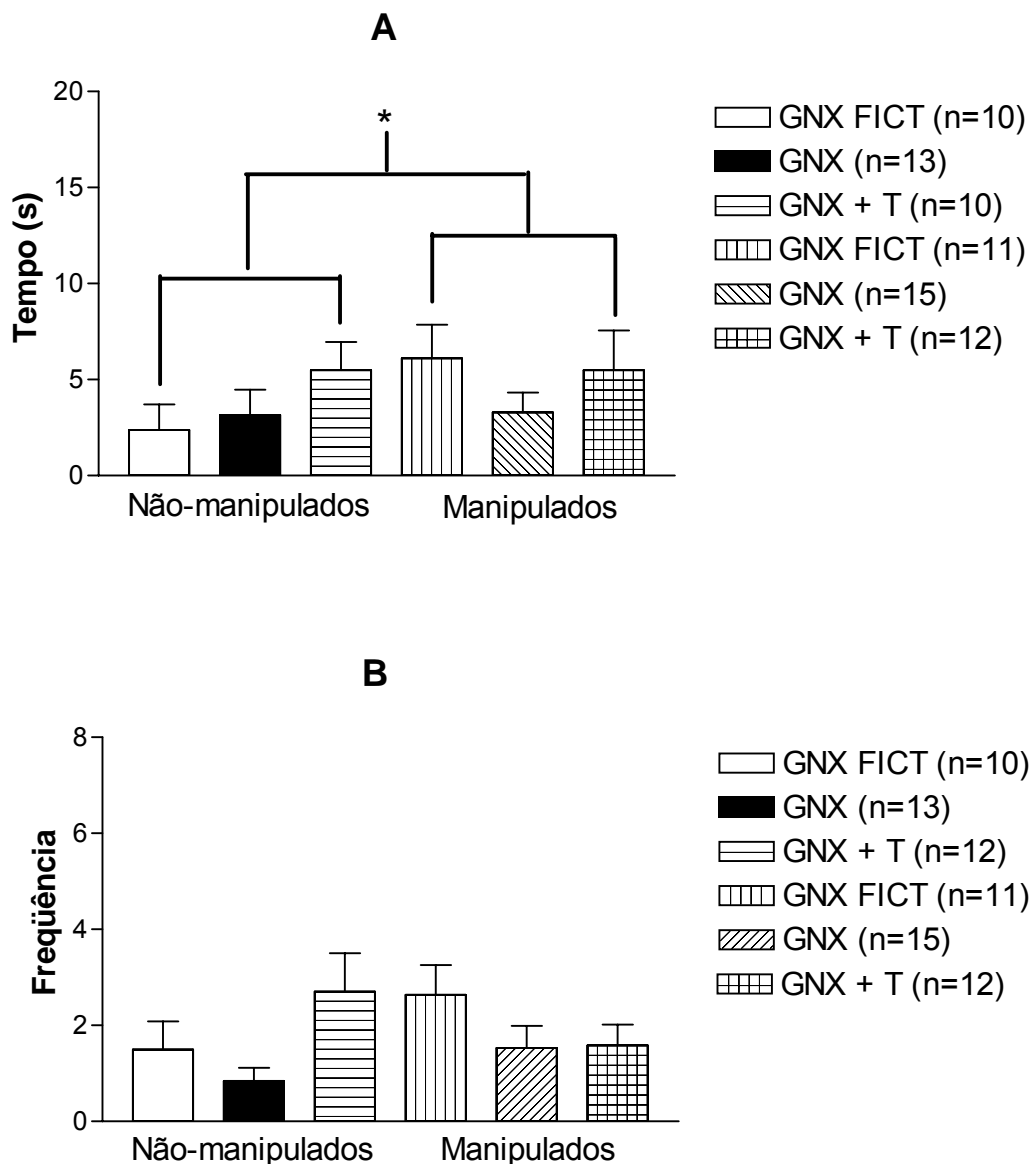 A
20
15
10
5
0
Tempo (s)
*
Não-manipulados
Manipulados
GNX FICT (n=10)
GNX (n=13)
GNX + T (n=10)
GNX FICT (n=11)
GNX (n=15)
GNX + T (n=12)
B
8
6
4
2
0
Freqüência
Não-manipulados
Manipulados
GNX FICT (n=10)
GNX (n=13)
GNX + T (n=12)
GNX FICT (n=11)
GNX (n=15)
GNX + T (n=12)